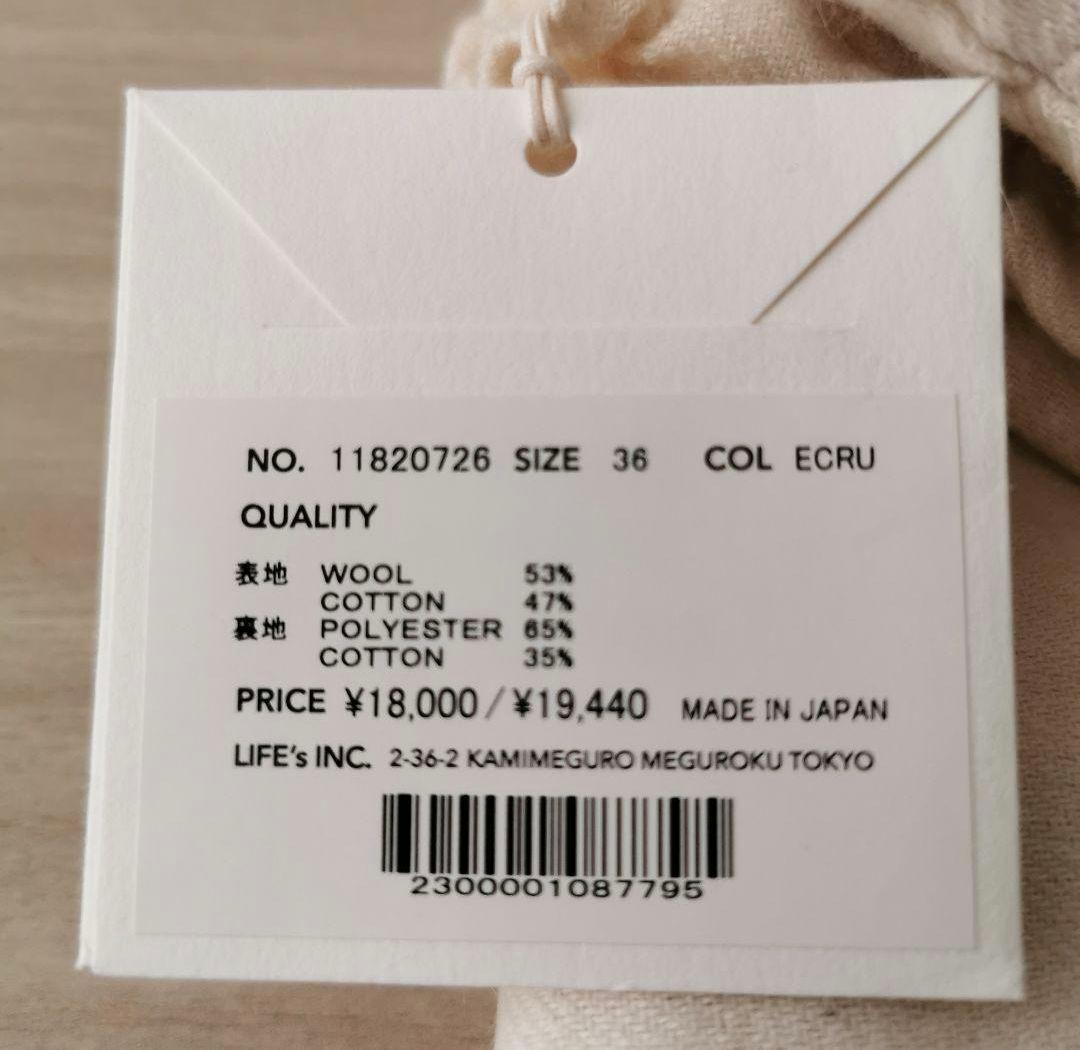 NO. 11820726 SIZE 36 COL ECRU
QUALITY
表地 WOOL 53%
COTTON 47%
裏地 POLYESTER 65%
COTTON 35%
PRICE ¥18,000/¥19,440 MADE IN JAPAN
LIFE's INC. 2-36-2 KAMIMEGURO MEGUROKU TOKYO
2300001087795